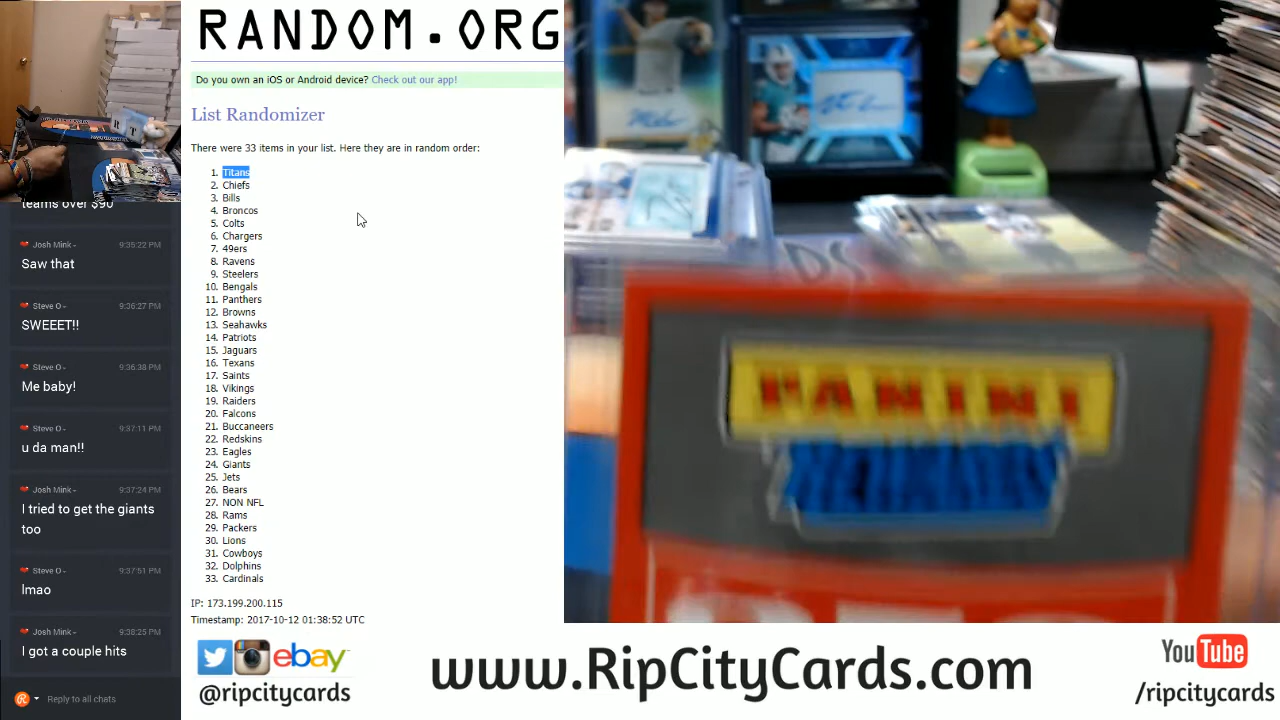 RANDOM.ORG
Do you own an iOS or Android device? Check out our app!
List Randomizer
There were 33 items in your list. Here they are in random order:
1. Titans
2. Chiefs
3. Bills
4. Broncos
5. Colts
6. Chargers
7. 49ers
8. Ravens
9. Steelers
10. Bengals
11. Panthers
12. Browns
13. Seahawks
14. Patriots
15. Jaguars
16. Texans
17. Saints
18. Vikings
19. Raiders
20. Falcons
21. Buccaneers
22. Redskins
23. Eagles
24. Giants
25. Jets
26. Bears
27. NON NFL
28. Rams
29. Packers
30. Lions
31. Cowboys
32. Dolphins
33. Cardinals
IP: 173.199.200.115
Timestamp: 2017-10-12 01:38:52 UTC
teams over $90
Josh Mink 9:35:22 PM
Saw that
Steve O 9:36:27 PM
SWEEET!!
Steve O 9:36:38 PM
Me baby!
Steve O 9:37:11 PM
u da man!!
Josh Mink 9:37:24 PM
I tried to get the giants
too
Steve O 9:37:51 PM
lmao
Josh Mink 9:38:25 PM
I got a couple hits
Reply to all chats
PANINI
ebay
@ripcitycards
www.RipCityCards.com
YouTube
/ripcitycards